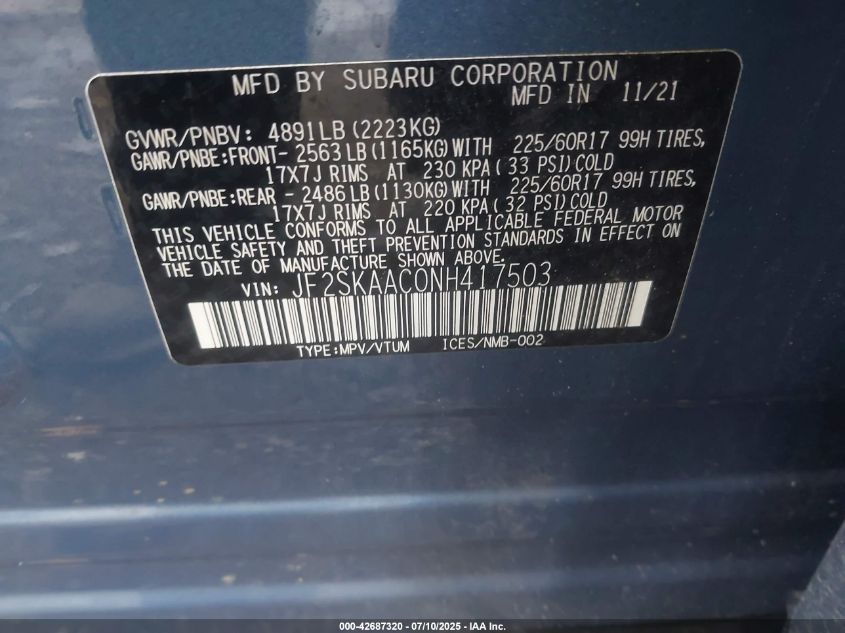 MFD BY SUBARU CORPORATION
MFD IN 11/21
GVWR/PNBV: 4891LB(2223KG)
GAWR/PNBE:FRONT- 2563LB(1165KG)WITH 225/60R17 99H TIRES,
17X7J RIMS AT 230 KPA( 33 PSI)COLD
GAWR/PNBE:REAR - 2486LB(1130KG)WITH 225/60R17 99H TIRES,
17X7J RIMS AT 220 KPA( 32 PSI)COLD
THIS VEHICLE CONFORMS TO ALL APPLICABLE FEDERAL MOTOR
VEHICLE SAFETY AND THEFT PREVENTION STANDARDS IN EFFECT ON
THE DATE OF MANUFACTURE SHOWN ABOVE.
VIN: JF2SKAAC0NH417503
TYPE:MPV/VTUM ICES/NMB-002
000-42687320 - 07/10/2025 - IAA Inc.